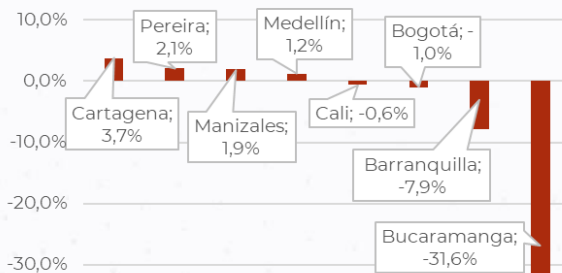 10,0%
0,0%
-10,0%
-20,0%
-30,0%
Cartagena;
3,7%
Pereira;
2,1%
Manizales;
1,9%
Medellín;
1,2%
Cali; -0,6%
Bogotá; -
1,0%
Barranquilla;
-7,9%
Bucaramanga;
-31,6%